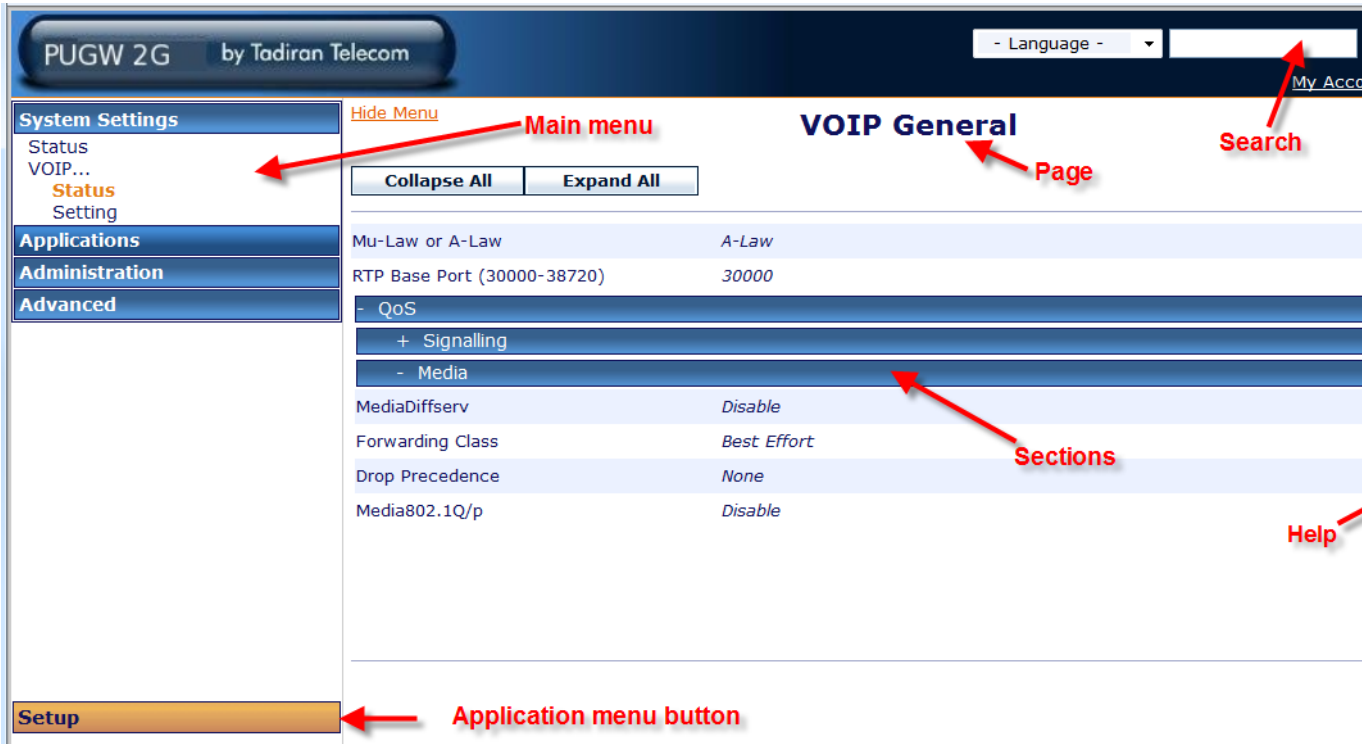 PUGW 2G by Tadiran Telecom
- Language -
My Acco
System Settings
Status
VOIP...
Status
Setting
Applications
Administration
Advanced
Setup
Hide Menu
Main menu
VOIP General
Page
Search
Collapse All
Expand All
Mu-Law or A-Law A-Law
RTP Base Port (30000-38720) 30000
- QoS
+ Signalling
- Media
MediaDiffserv Disable
Forwarding Class Best Effort
Sections
Drop Precedence None
Media802.1Q/p Disable
Help
Application menu button